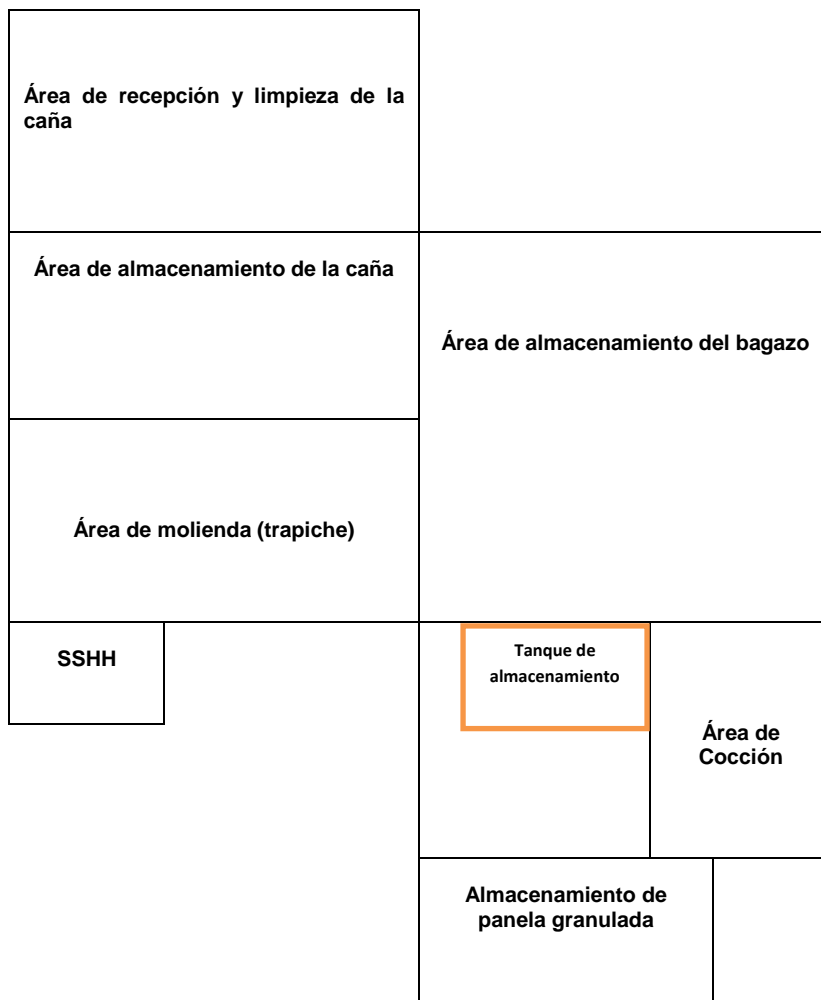 Área de recepción y limpieza de la
caña
Área de almacenamiento de la caña
Área de almacenamiento del bagazo
Área de molienda (trapiche)
SSHH
Tanque de
almacenamiento
Área de
Cocción
Almacenamiento de
panela granulada